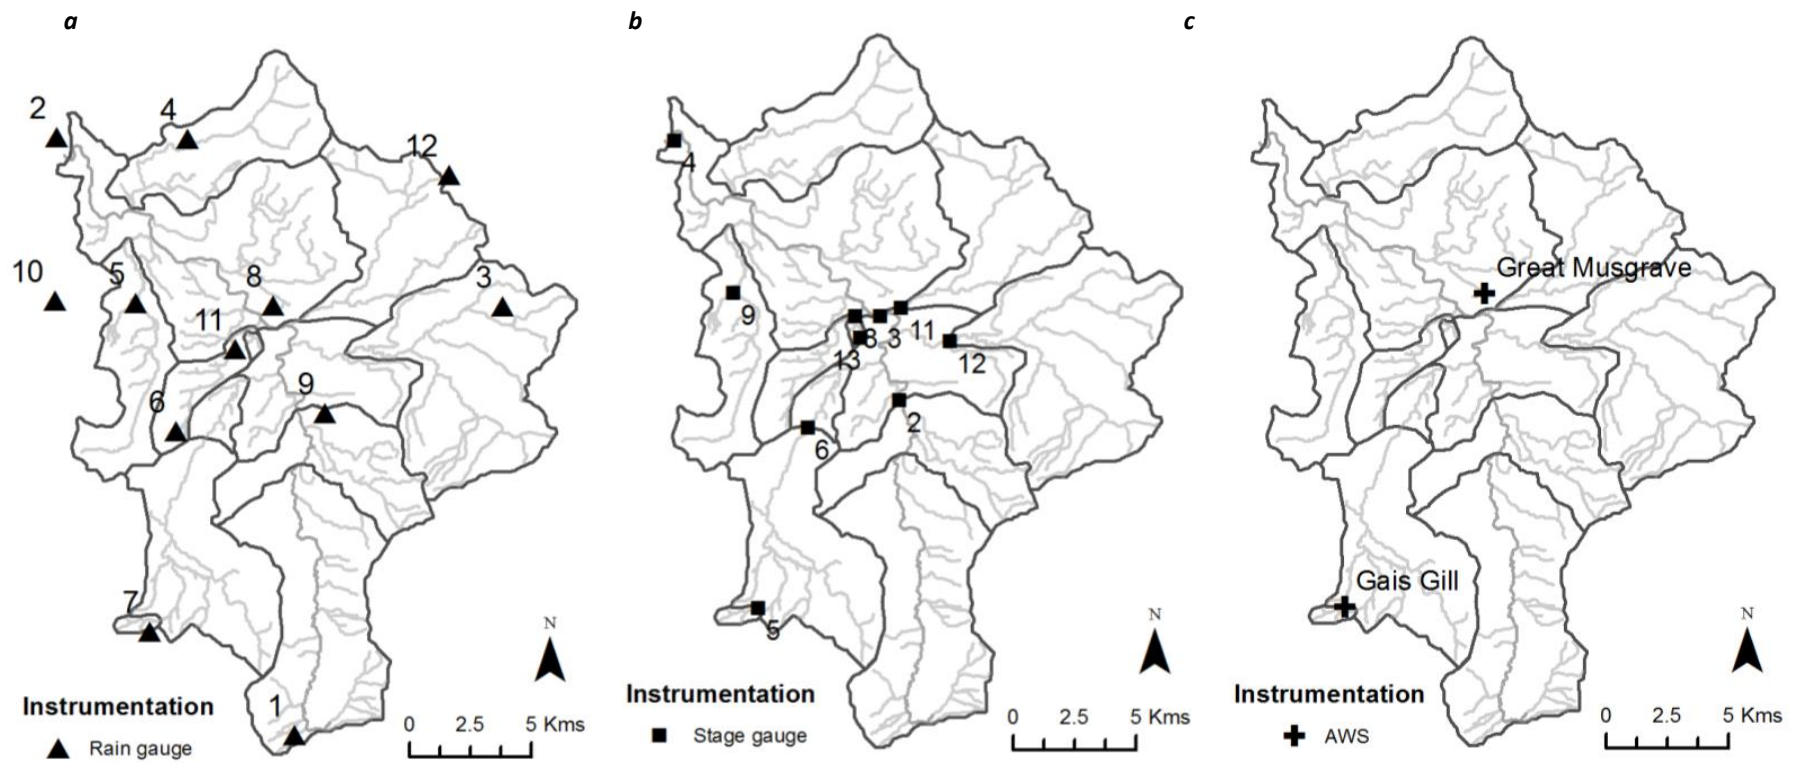 a
b
c
2
4
12
10
5
8
3
11
9
6
7
1
N
Instrumentation
Rain gauge
0 2.5 5 Kms
4
9
8 3 11
13
12
2
6
5
N
Instrumentation
Stage gauge
0 2.5 5 Kms
Great Musgrave
Gais Gill
N
Instrumentation
AWS
0 2.5 5 Kms